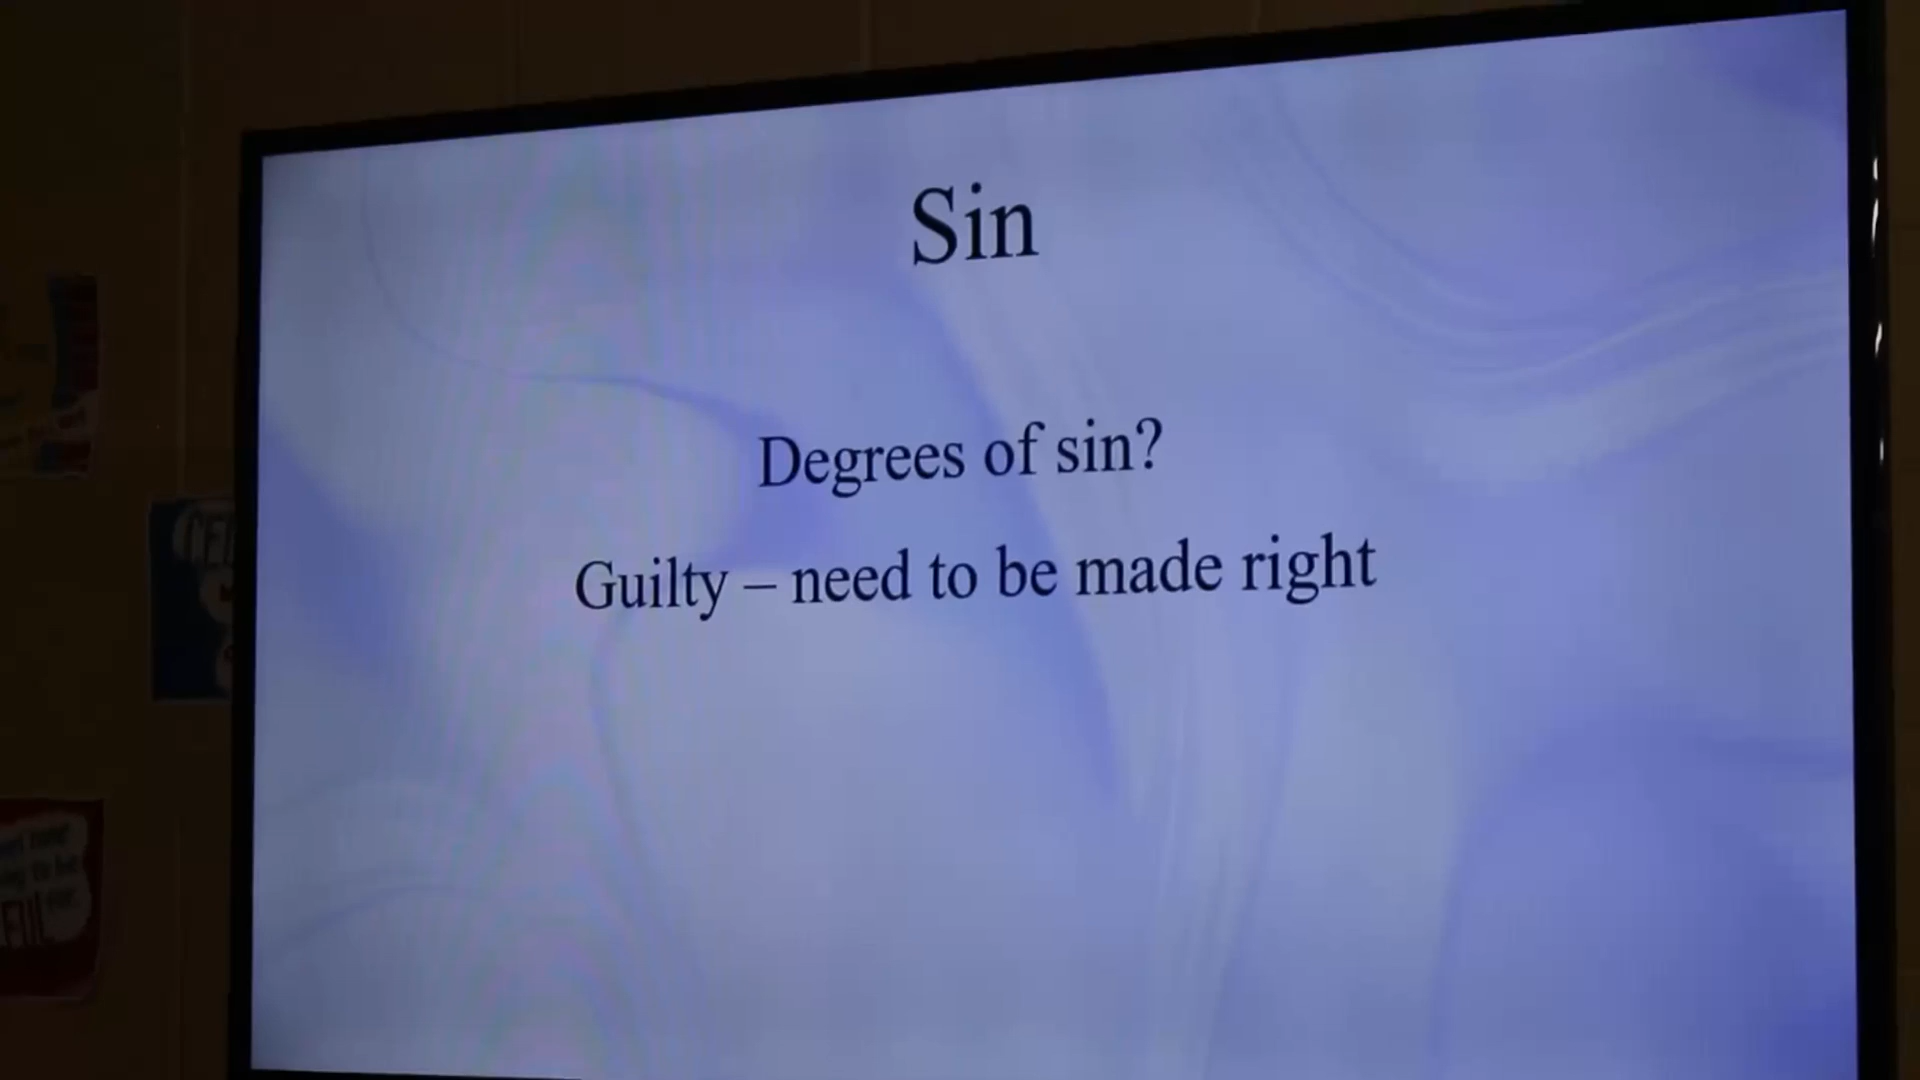 Sin
Degrees of sin?
Guilty – need to be made right